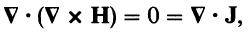 ∇ · (∇ × H) = 0 = ∇ · J,